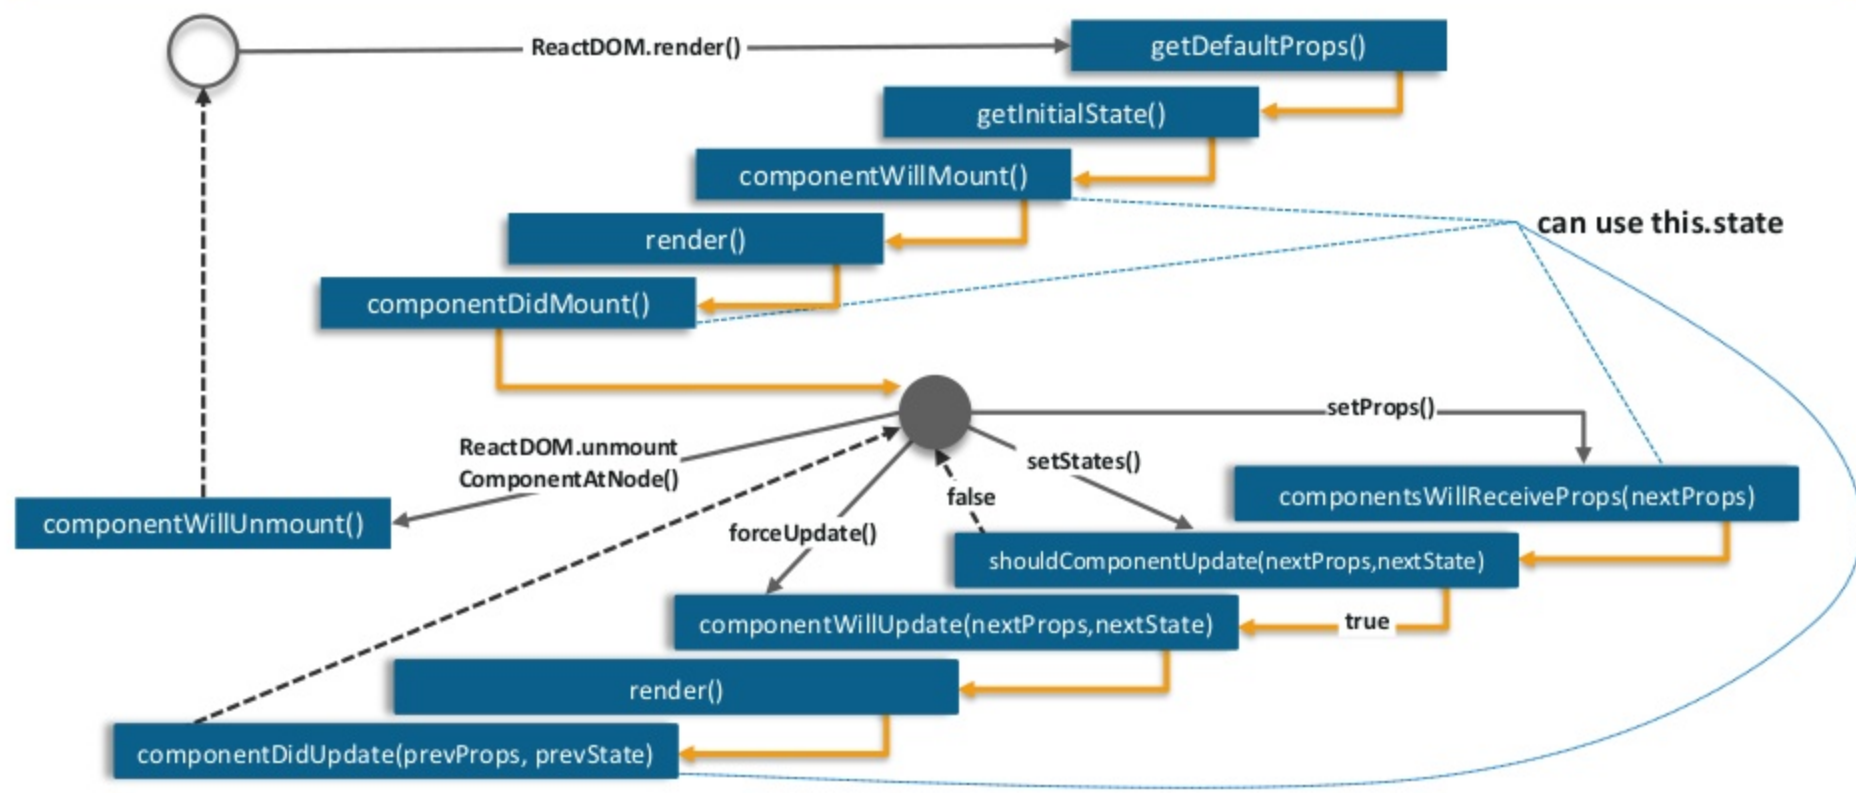 ReactDOM.render()
getDefaultProps()
getInitialState()
componentWillMount()
can use this.state
render()
componentDidMount()
setProps()
ReactDOM.unmount
ComponentAtNode()
setStates()
false
componentsWillReceiveProps(nextProps)
componentWillUnmount()
forceUpdate()
shouldComponentUpdate(nextProps,nextState)
true
componentWillUpdate(nextProps,nextState)
render()
componentDidUpdate(prevProps, prevState)